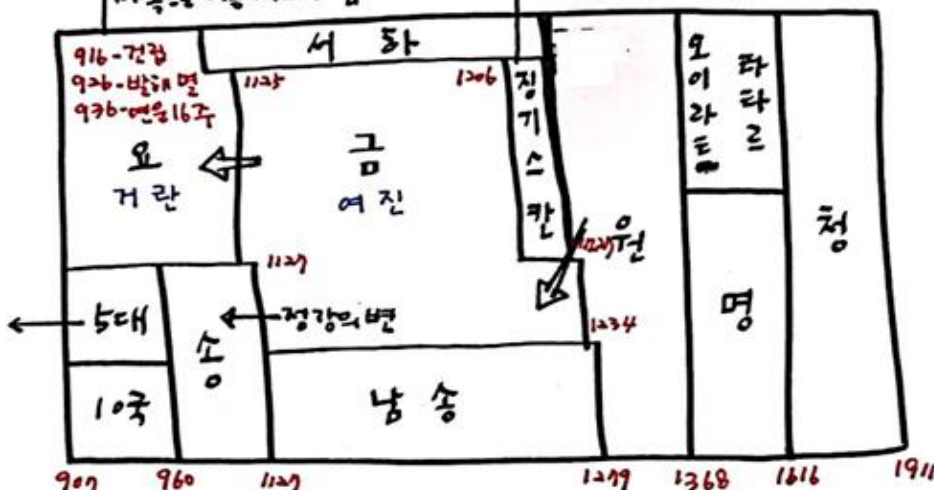 서 하
916-건립
926-발해 멸
936-연운16주
1125
1206
요
거란
금
여진
징기스칸
1227
원
오이라트
타타르
청
1127
5대
송
정강의 변
1234
명
10국
남 송
907
960
1127
1279
1368
1616
1911